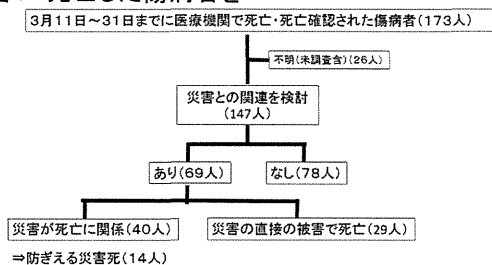 3月11日～31日までに医療機関で死亡・死亡確認された傷病者(173人)
不明(未調査含)(26人)
災害との関連を検討
(147人)
あり(69人)
なし(78人)
災害が死亡に関係(40人)
災害の直接の被害で死亡(29人)
⇒防ぎえる災害死(14人)